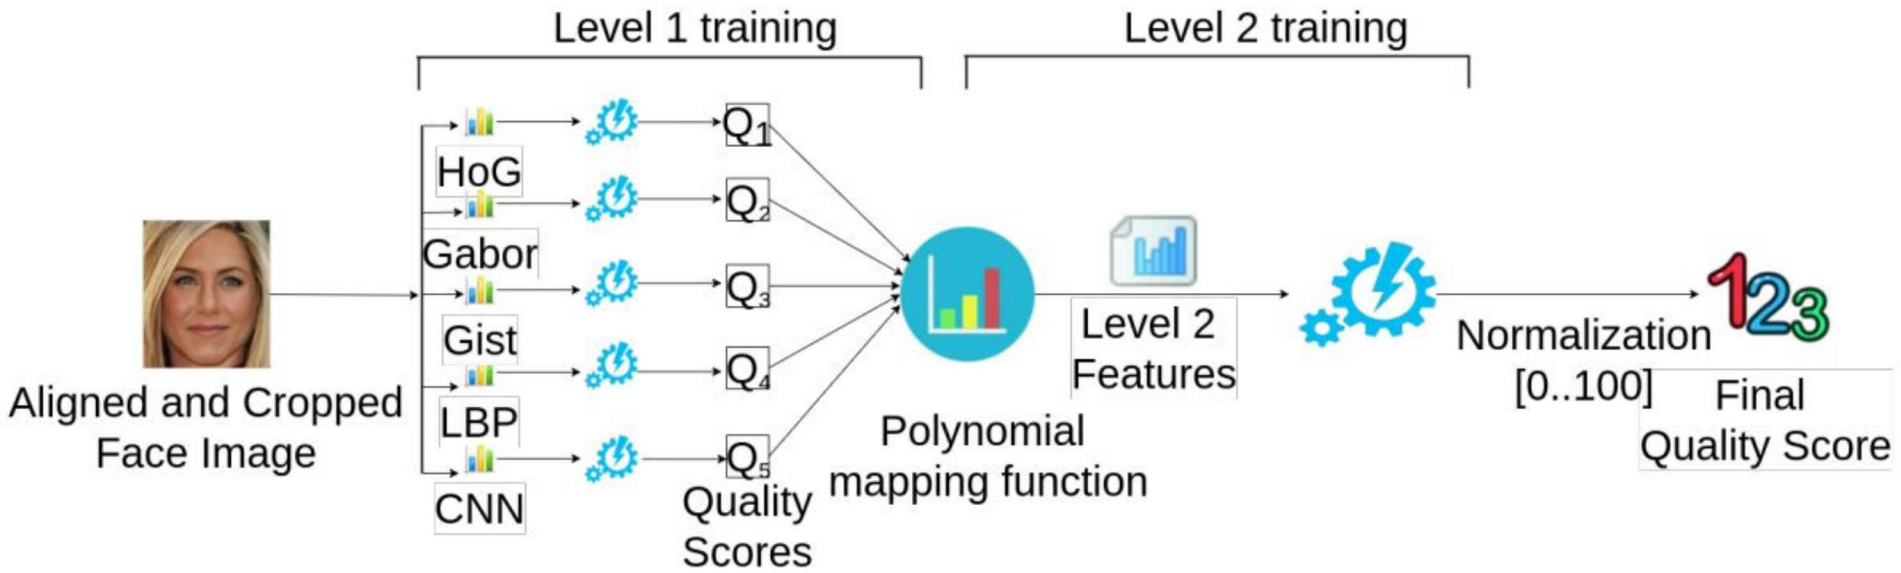 Level 1 training
Level 2 training
HoG
Gabor
Gist
LBP
CNN
Q1
Q2
Q3
Q4
Q5
Quality
Scores
Aligned and Cropped
Face Image
Polynomial
mapping function
Level 2
Features
Normalization
[0..100]
123
Final
Quality Score